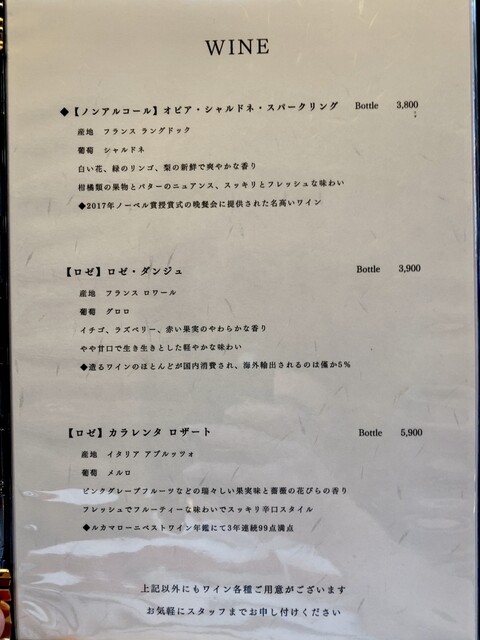 WINE
◆【ノンアルコール】オピア・シャルドネ・スパークリング Bottle 3,800
産地 フランス ラングドック
葡萄 シャルドネ
白い花、緑のリンゴ、梨の新鮮で爽やかな香り
柑橘類の果物とバターのニュアンス、スッキリとフレッシュな味わい
◆2017年ノーベル賞授賞式の晩餐会に提供された名高いワイン
【ロゼ】ロゼ・ダンジュ Bottle 3,900
産地 フランス ロワール
葡萄 グロロ
イチゴ、ラズベリー、赤い果実のやわらかな香り
やや甘口で生き生きとした軽やかな味わい
◆造るワインのほとんどが国内消費され、海外輸出されるのは僅か5%
【ロゼ】カラレンタ ロザート Bottle 5,900
産地 イタリア アブルッツォ
葡萄 メルロ
ピンクグレープフルーツなどの瑞々しい果実味と薔薇の花びらの香り
フレッシュでフルーティーな味わいでスッキリ辛口スタイル
◆ルカマローニベストワイン年鑑にて3年連続99点満点
上記以外にもワイン各種ご用意がございます
お気軽にスタッフまでお申し付けください